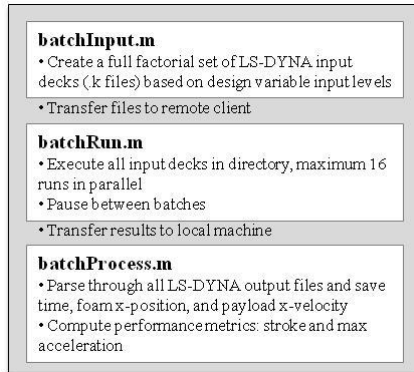 batchInput.m
• Create a full factorial set of LS-DYNA input
decks (.k files) based on design variable input levels
• Transfer files to remote client
batchRun.m
• Execute all input decks in directory, maximum 16
runs in parallel
• Pause between batches
• Transfer results to local machine
batchProcess.m
• Parse through all LS-DYNA output files and save
time, foam x-position, and payload x-velocity
• Compute performance metrics: stroke and max
acceleration